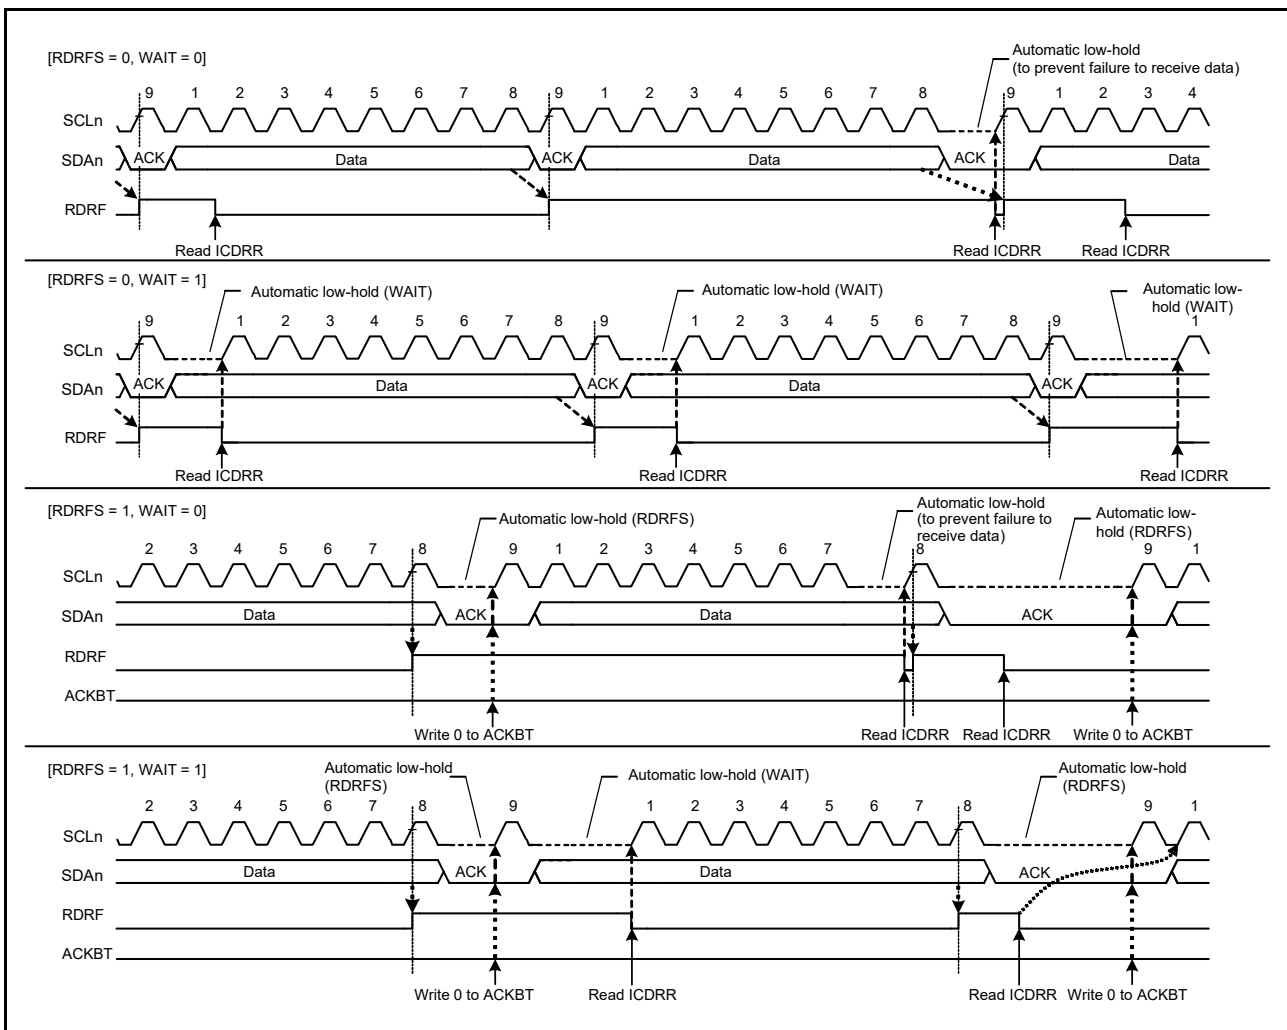 [RDRFS = 0, WAIT = 0]
Automatic low-hold
(to prevent failure to receive data)
9 1 2 3 4 5 6 7 8 9 1 2 3 4 5 6 7 8 9 1 2 3 4
SCLn
SDAn ACK Data ACK Data ACK Data
RDRF
Read ICDRR Read ICDRR Read ICDRR
[RDRFS = 0, WAIT = 1]
Automatic low-hold (WAIT) Automatic low-hold (WAIT) Automatic low-
hold (WAIT)
9 1 2 3 4 5 6 7 8 9 1 2 3 4 5 6 7 8 9 1
SCLn
SDAn ACK Data ACK Data ACK
RDRF
Read ICDRR Read ICDRR Read ICDRR
[RDRFS = 1, WAIT = 0]
Automatic low-hold (RDRFS)
Automatic low-hold
(to prevent failure to
receive data)
Automatic low-
hold (RDRFS)
2 3 4 5 6 7 8 9 1 2 3 4 5 6 7 8 9 1
SCLn
SDAn Data ACK Data ACK
RDRF
ACKBT
Write 0 to ACKBT Read ICDRR Read ICDRR Write 0 to ACKBT
[RDRFS = 1, WAIT = 1]
Automatic low-hold
(RDRFS)
Automatic low-hold (WAIT)
Automatic low-hold
(RDRFS)
2 3 4 5 6 7 8 9 1 2 3 4 5 6 7 8 9 1
SCLn
SDAn Data ACK Data ACK
RDRF
ACKBT
Write 0 to ACKBT Read ICDRR Read ICDRR Write 0 to ACKBT